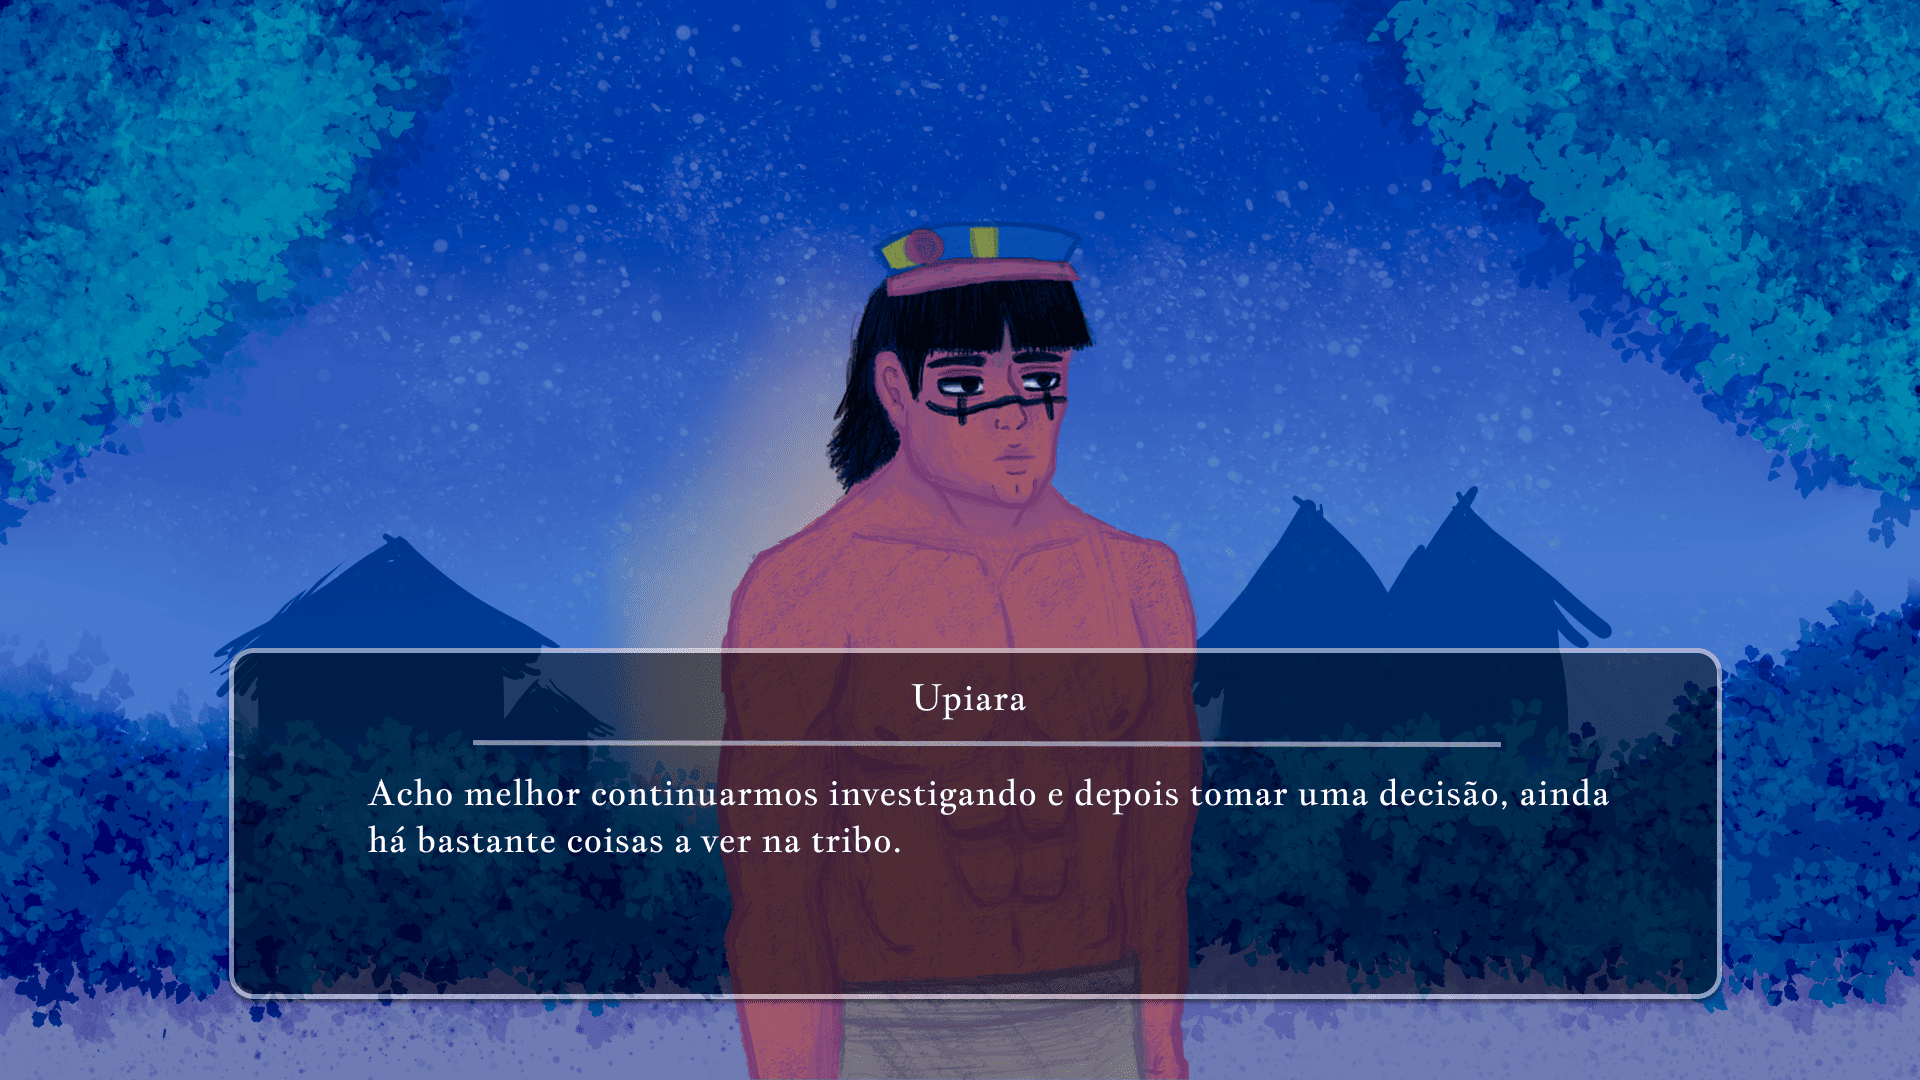 Upiara
Acho melhor continuarmos investigando e depois tomar uma decisão, ainda
há bastante coisas a ver na tribo.